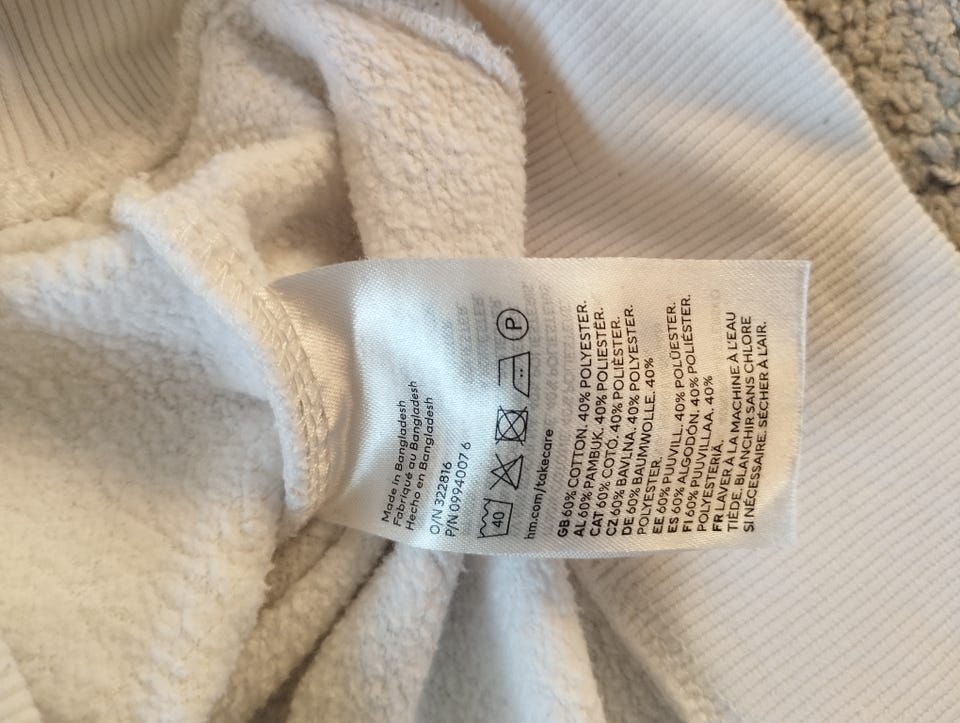 Made in Bangladesh
Fabriqué au Bangladesh
Hecho en Bangladesh
O/N 322816
P/N 0994007 6
40
P
hm.com/takecare
GB 60% COTTON. 40% POLYESTER.
AL 60% PAMBUK. 40% POLIESTËR.
CAT 60% COTÓ. 40% POLIÈSTER.
CZ 60% BAVLNA. 40% POLYESTER.
DE 60% BAUMWOLLE. 40%
POLYESTER.
EE 60% PUUVILL. 40% POLÜESTER.
ES 60% ALGODÓN. 40% POLIÉSTER.
FI 60% PUUVILLAA. 40%
POLYESTERIÄ.
FR LAVER À LA MACHINE À L'EAU
TIÈDE. BLANCHIR SANS CHLORE
SI NÉCESSAIRE. SÉCHER À L'AIR.